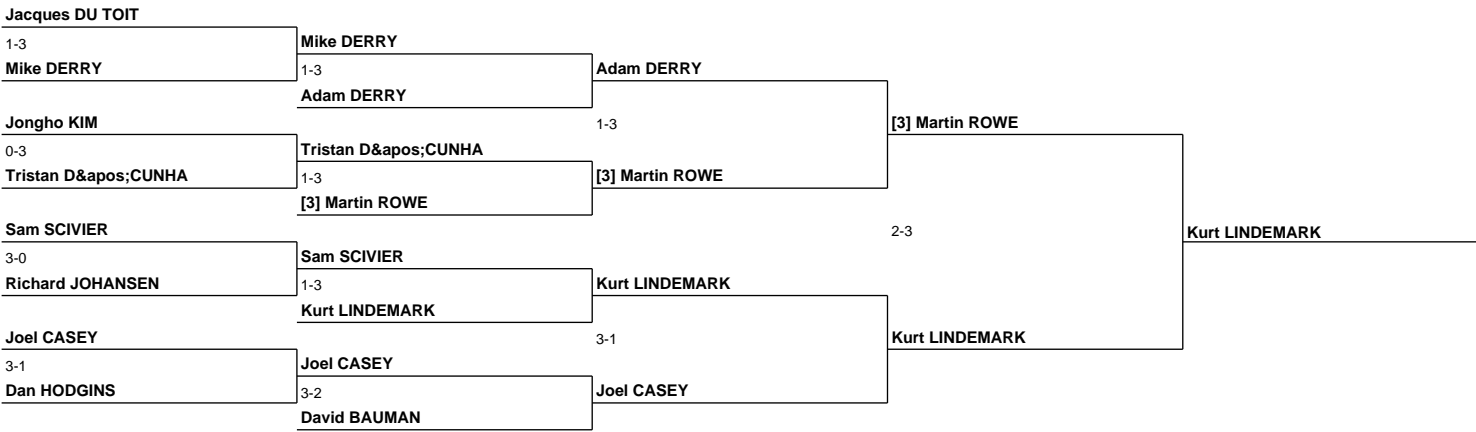 Jacques DU TOIT
1-3
Mike DERRY
Mike DERRY
1-3
Adam DERRY
Adam DERRY
Jongho KIM
0-3
Tristan D&apos;CUNHA
Tristan D&apos;CUNHA
1-3
[3] Martin ROWE
1-3
[3] Martin ROWE
[3] Martin ROWE
Sam SCIVIER
3-0
Richard JOHANSEN
Sam SCIVIER
1-3
Kurt LINDEMARK
Kurt LINDEMARK
2-3
Kurt LINDEMARK
Joel CASEY
3-1
Dan HODGINS
Joel CASEY
3-2
David BAUMAN
3-1
Joel CASEY
Kurt LINDEMARK